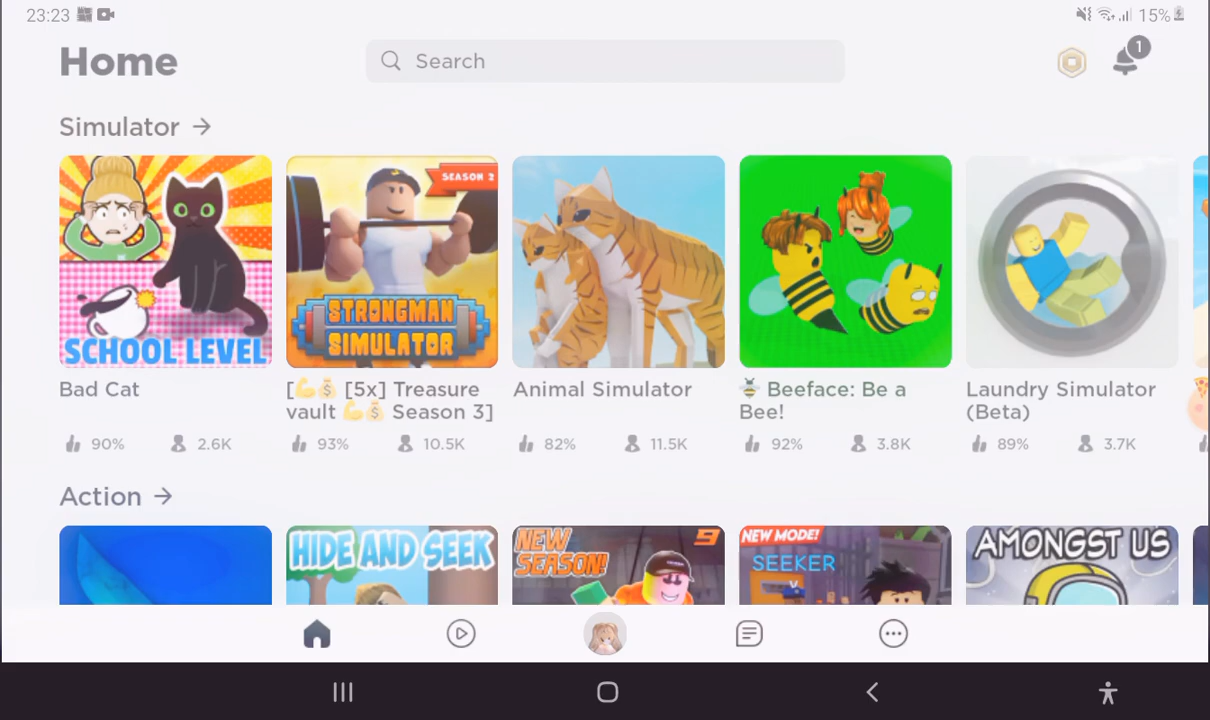 23:23 15%
Home Search 1
Simulator →
SEASON 2
STRONGMAN
SIMULATOR
SCHOOL LEVEL
Bad Cat
[💪💰 [5x] Treasure
vault 💪💰 Season 3]
Animal Simulator
🐝 Beeface: Be a
Bee!
Laundry Simulator
(Beta)
90% 2.6K 93% 10.5K 82% 11.5K 92% 3.8K 89% 3.7K
Action →
HIDE AND SEEK
NEW
SEASON!
9
NEW MODE!
SEEKER
AMONGST US